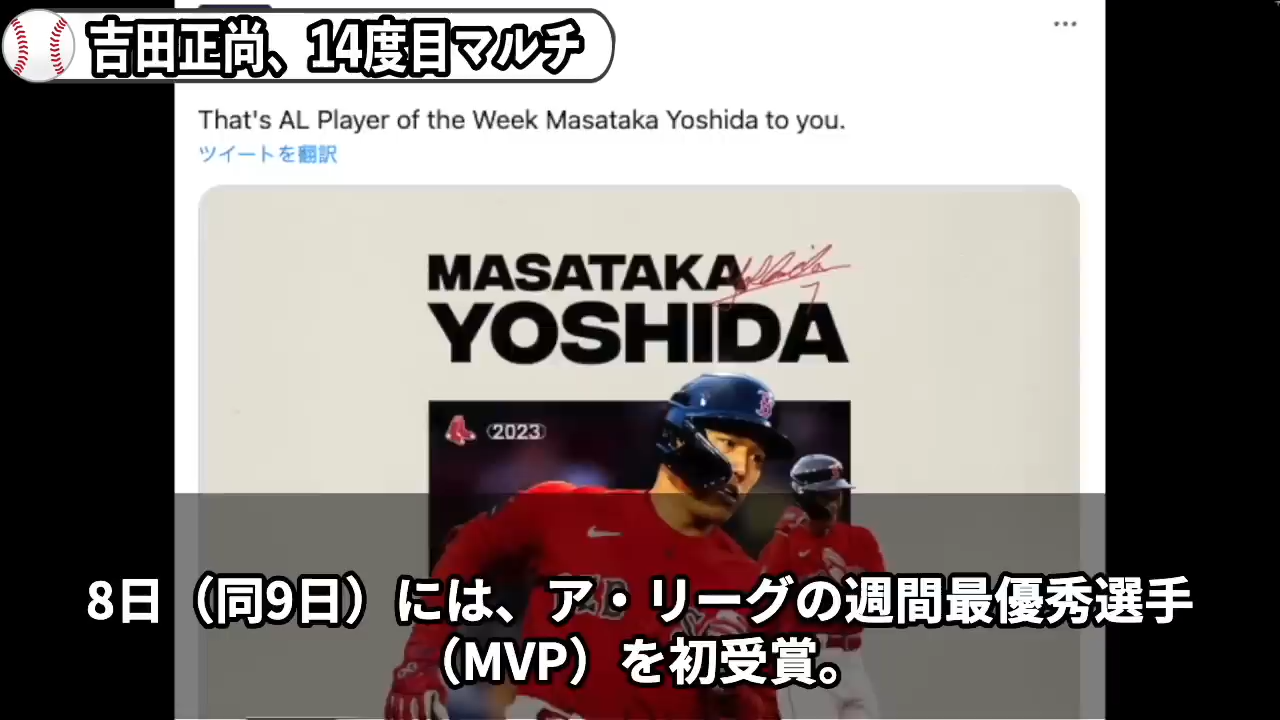 吉田正尚、14度目マルチ
That's AL Player of the Week Masataka Yoshida to you.
ツイートを翻訳
MASATAKA
YOSHIDA
7
2023
8日（同9日）には、ア・リーグの週間最優秀選手
（MVP）を初受賞。